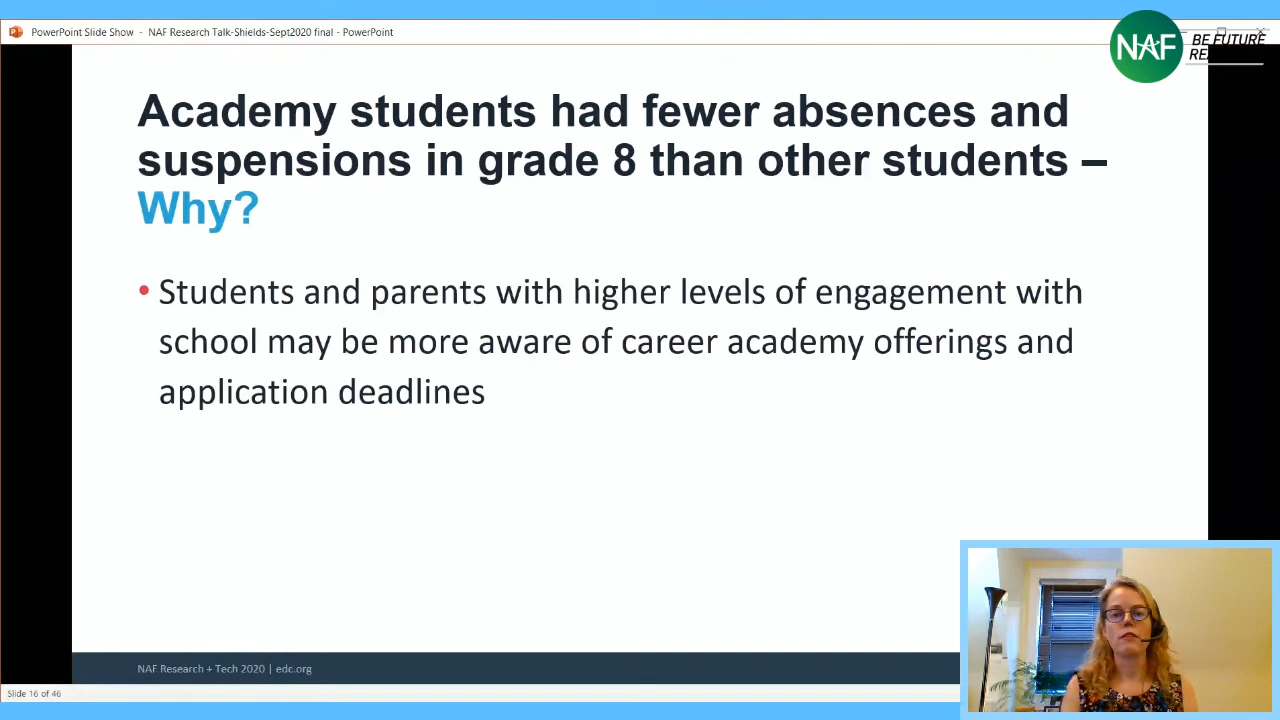 PowerPoint Slide Show - NAF Research Talk-Shields-Sept2020 final - PowerPoint
NAF
BE FUTURE
Academy students had fewer absences and
suspensions in grade 8 than other students –
Why?
• Students and parents with higher levels of engagement with
school may be more aware of career academy offerings and
application deadlines
NAF Research + Tech 2020 | edc.org
Slide 16 of 46